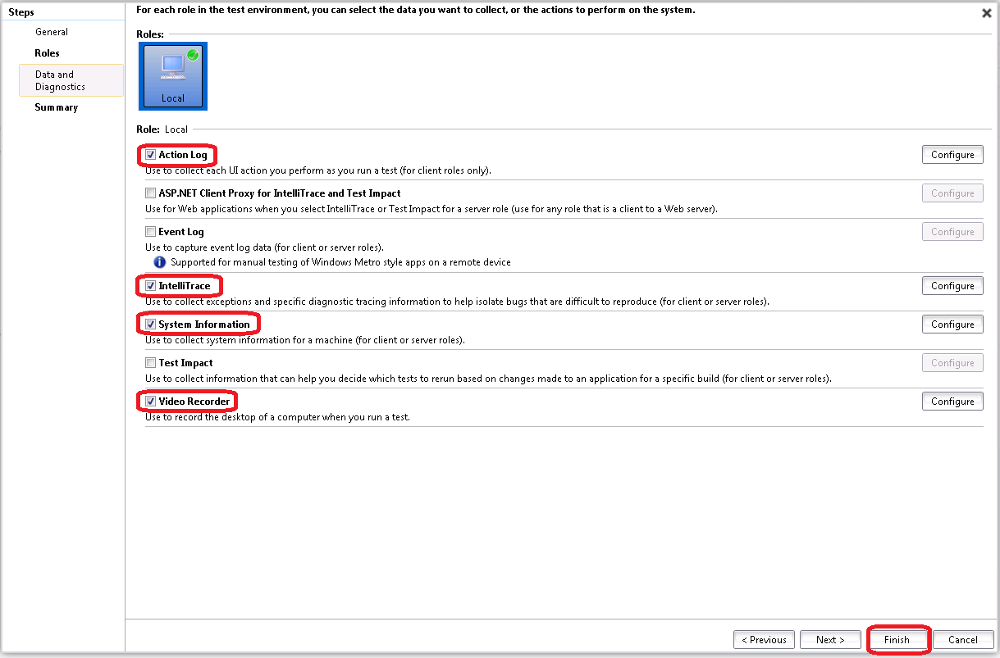 Steps
General
Roles
Data and
Diagnostics
Summary
For each role in the test environment, you can select the data you want to collect, or the actions to perform on the system.
Roles:
Local
Role: Local
Action Log
Configure
Use to collect each UI action you perform as you run a test (for client roles only).
ASP.NET Client Proxy for IntelliTrace and Test Impact
Configure
Use for Web applications when you select IntelliTrace or Test Impact for a server role (use for any role that is a client to a Web server).
Event Log
Configure
Use to capture event log data (for client or server roles).
Supported for manual testing of Windows Metro style apps on a remote device
IntelliTrace
Configure
Use to collect exceptions and specific diagnostic tracing information to help isolate bugs that are difficult to reproduce (for client or server roles).
System Information
Configure
Use to collect system information for a machine (for client or server roles).
Test Impact
Configure
Use to collect information that can help you decide which tests to rerun based on changes made to an application for a specific build (for client or server roles).
Video Recorder
Configure
Use to record the desktop of a computer when you run a test.
< Previous
Next >
Finish
Cancel